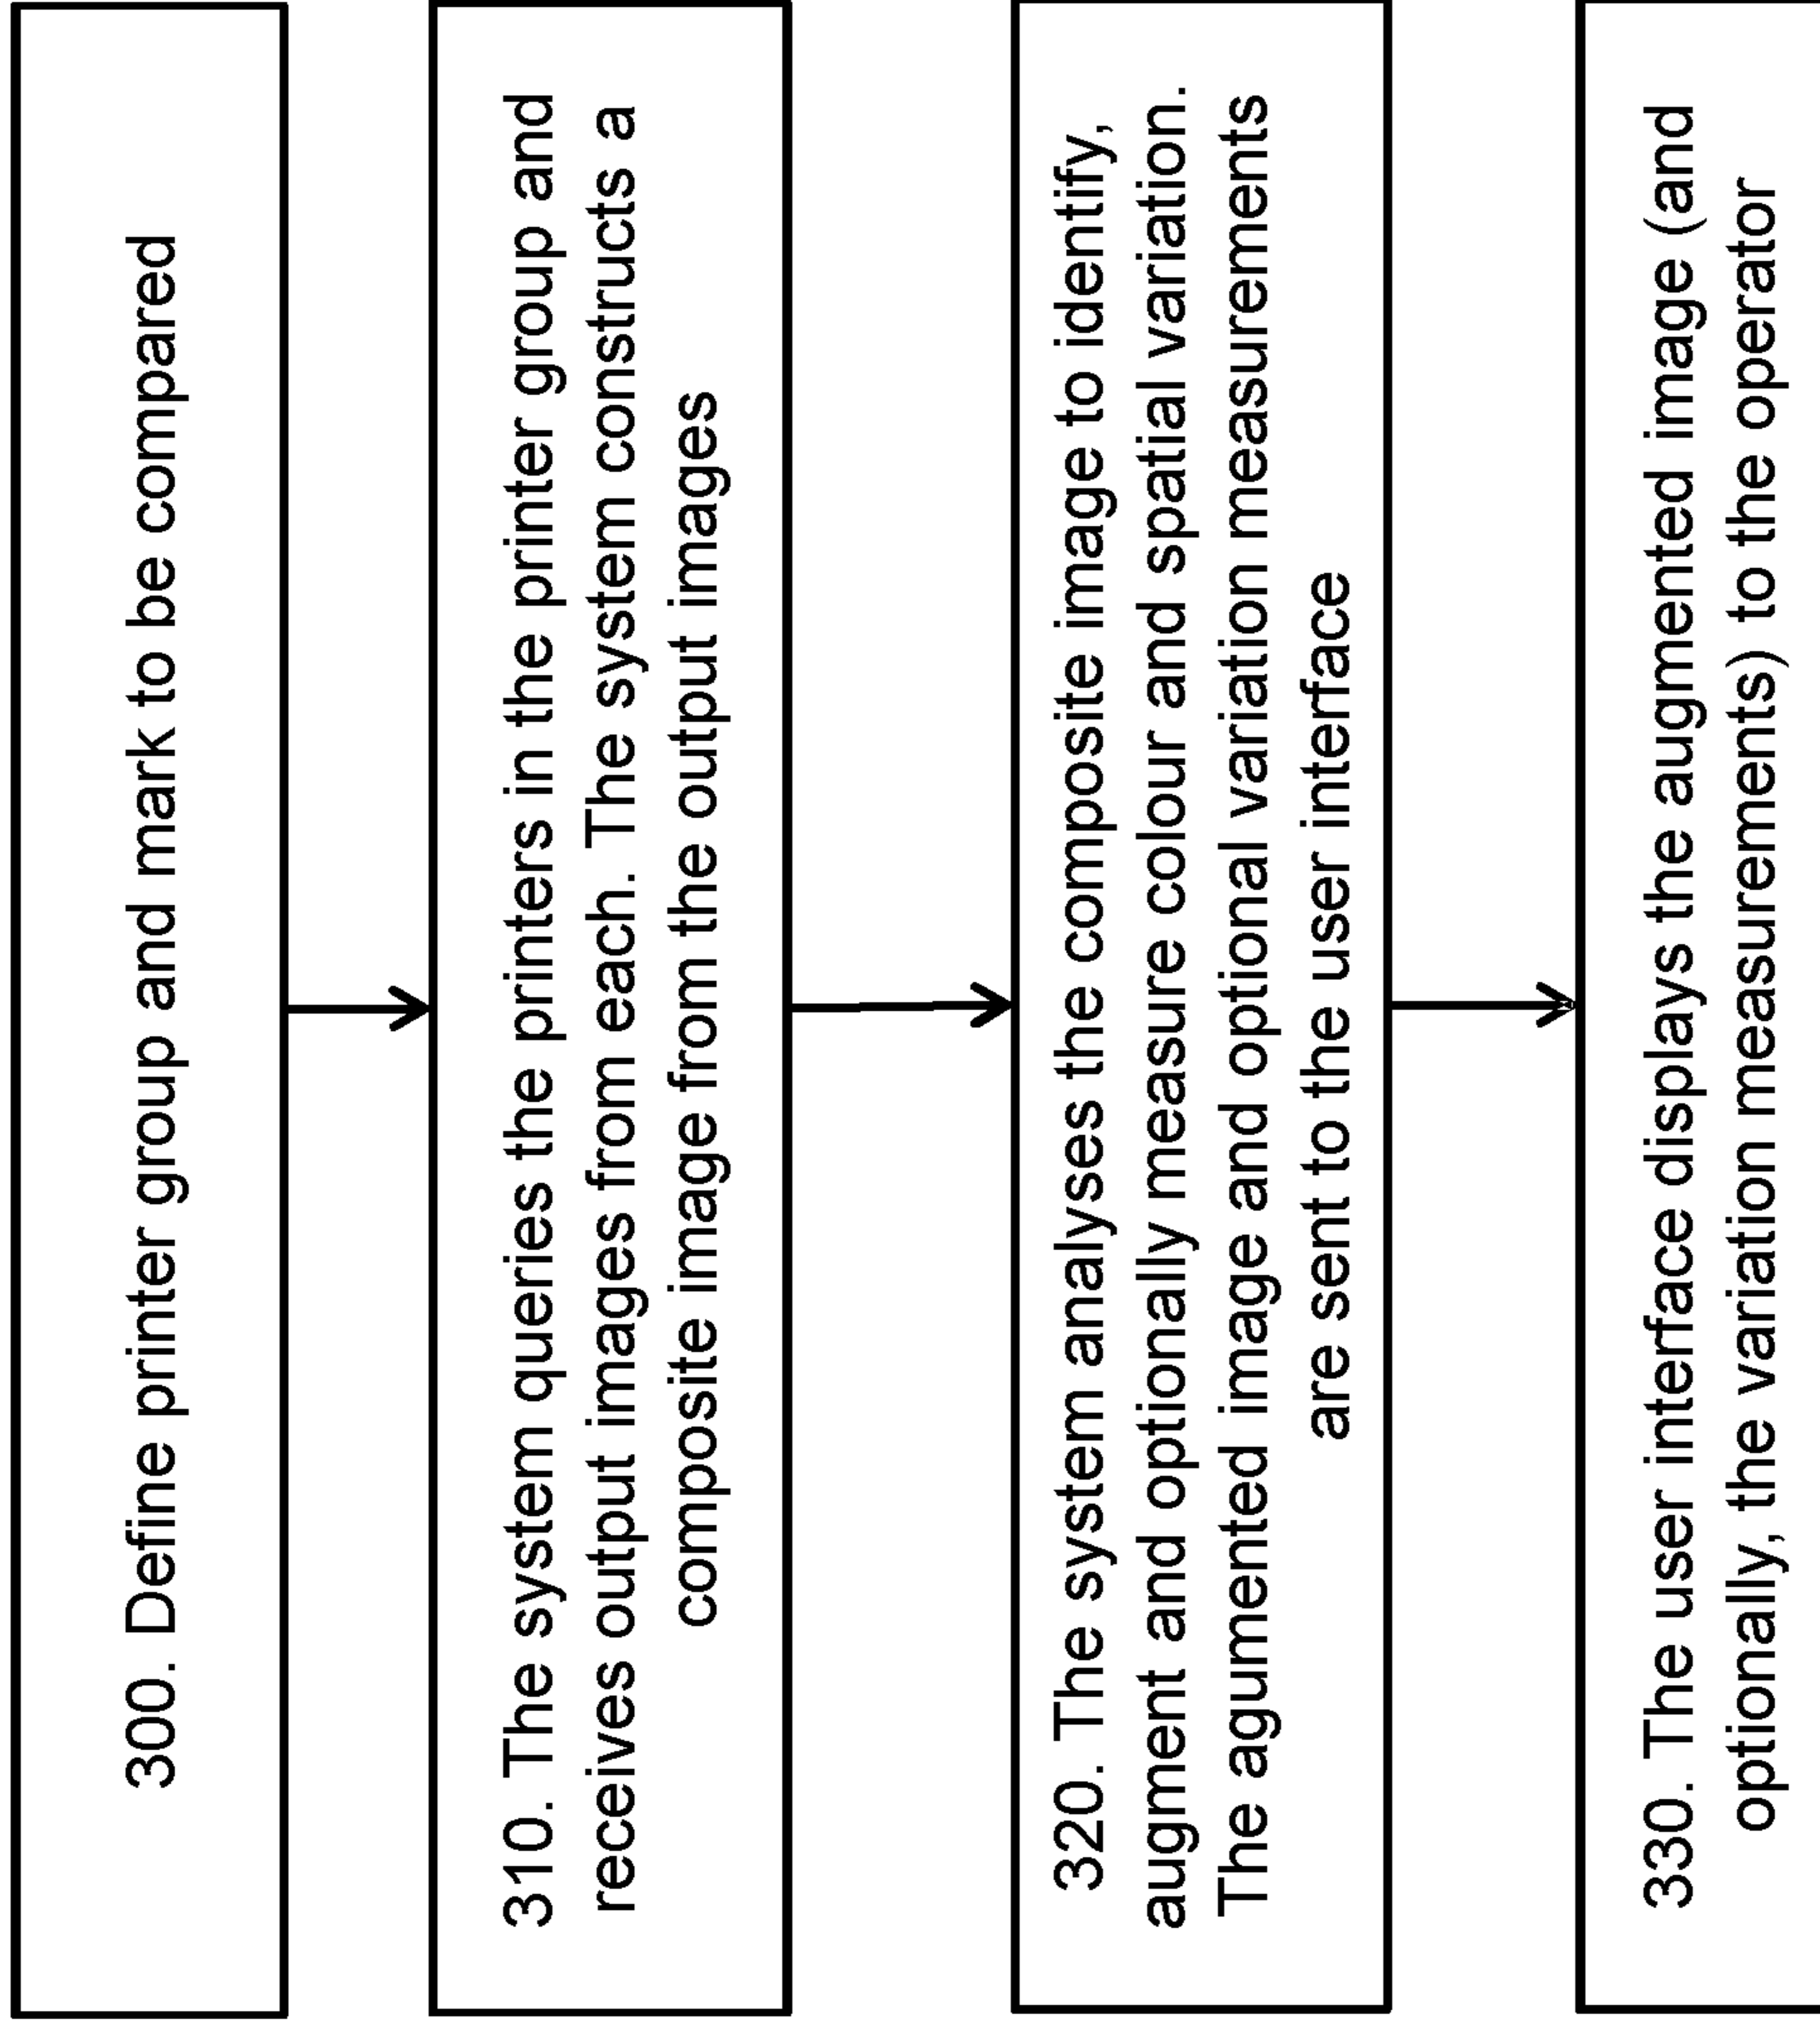 300. Define printer group and mark to be compared
310. The system queries the printers in the printer group and
receives output images from each. The system constructs a
composite image from the output images
320. The system analyses the composite image to identify,
augment and optionally measure colour and spatial variation.
The agumented image and optional variation measurements
are sent to the user interface
330. The user interface displays the augmented image (and
optionally, the variation measurements) to the operator